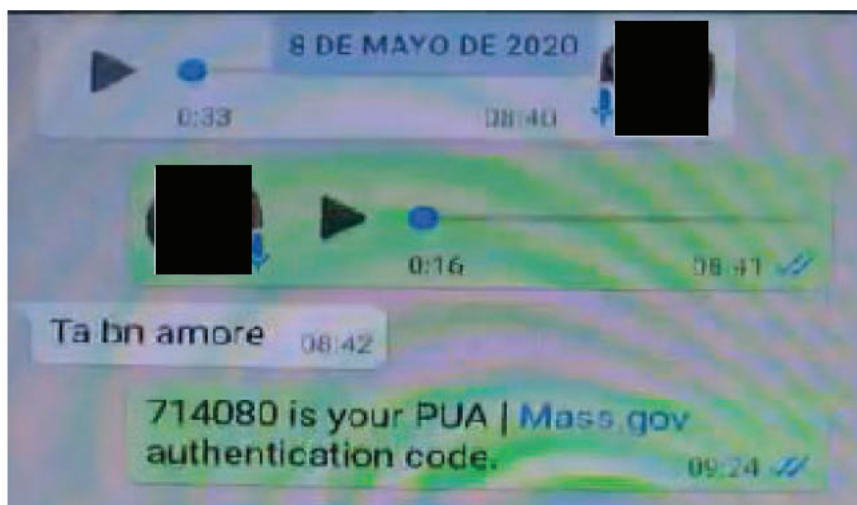 8 DE MAYO DE 2020
0:33 08:40
0:16 08:41
Ta bn amore 08:42
714080 is your PUA | Mass.gov
authentication code. 09:24